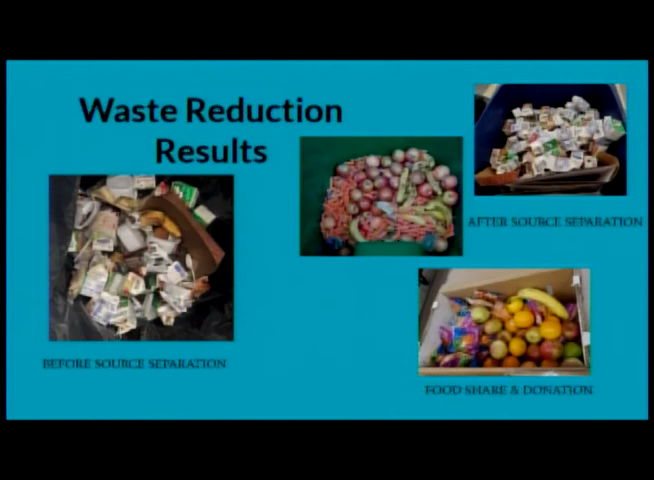 Waste Reduction
Results
AFTER SOURCE SEPARATION
BEFORE SOURCE SEPARATION
FOOD SHARE & DONATION